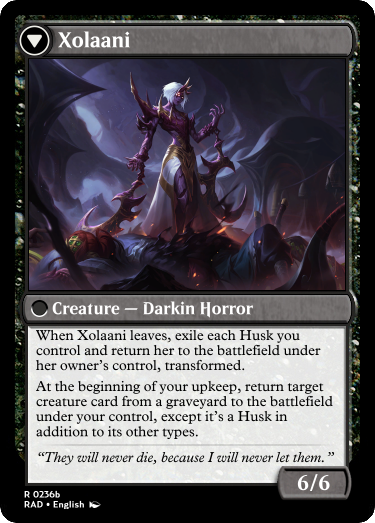 Xolaani
Creature — Darkin Horror
When Xolaani leaves, exile each Husk you
control and return her to the battlefield under
her owner's control, transformed.
At the beginning of your upkeep, return target
creature card from a graveyard to the battlefield
under your control, except it's a Husk in
addition to its other types.
“They will never die, because I will never let them.”
6/6
R 0236b
RAD • English